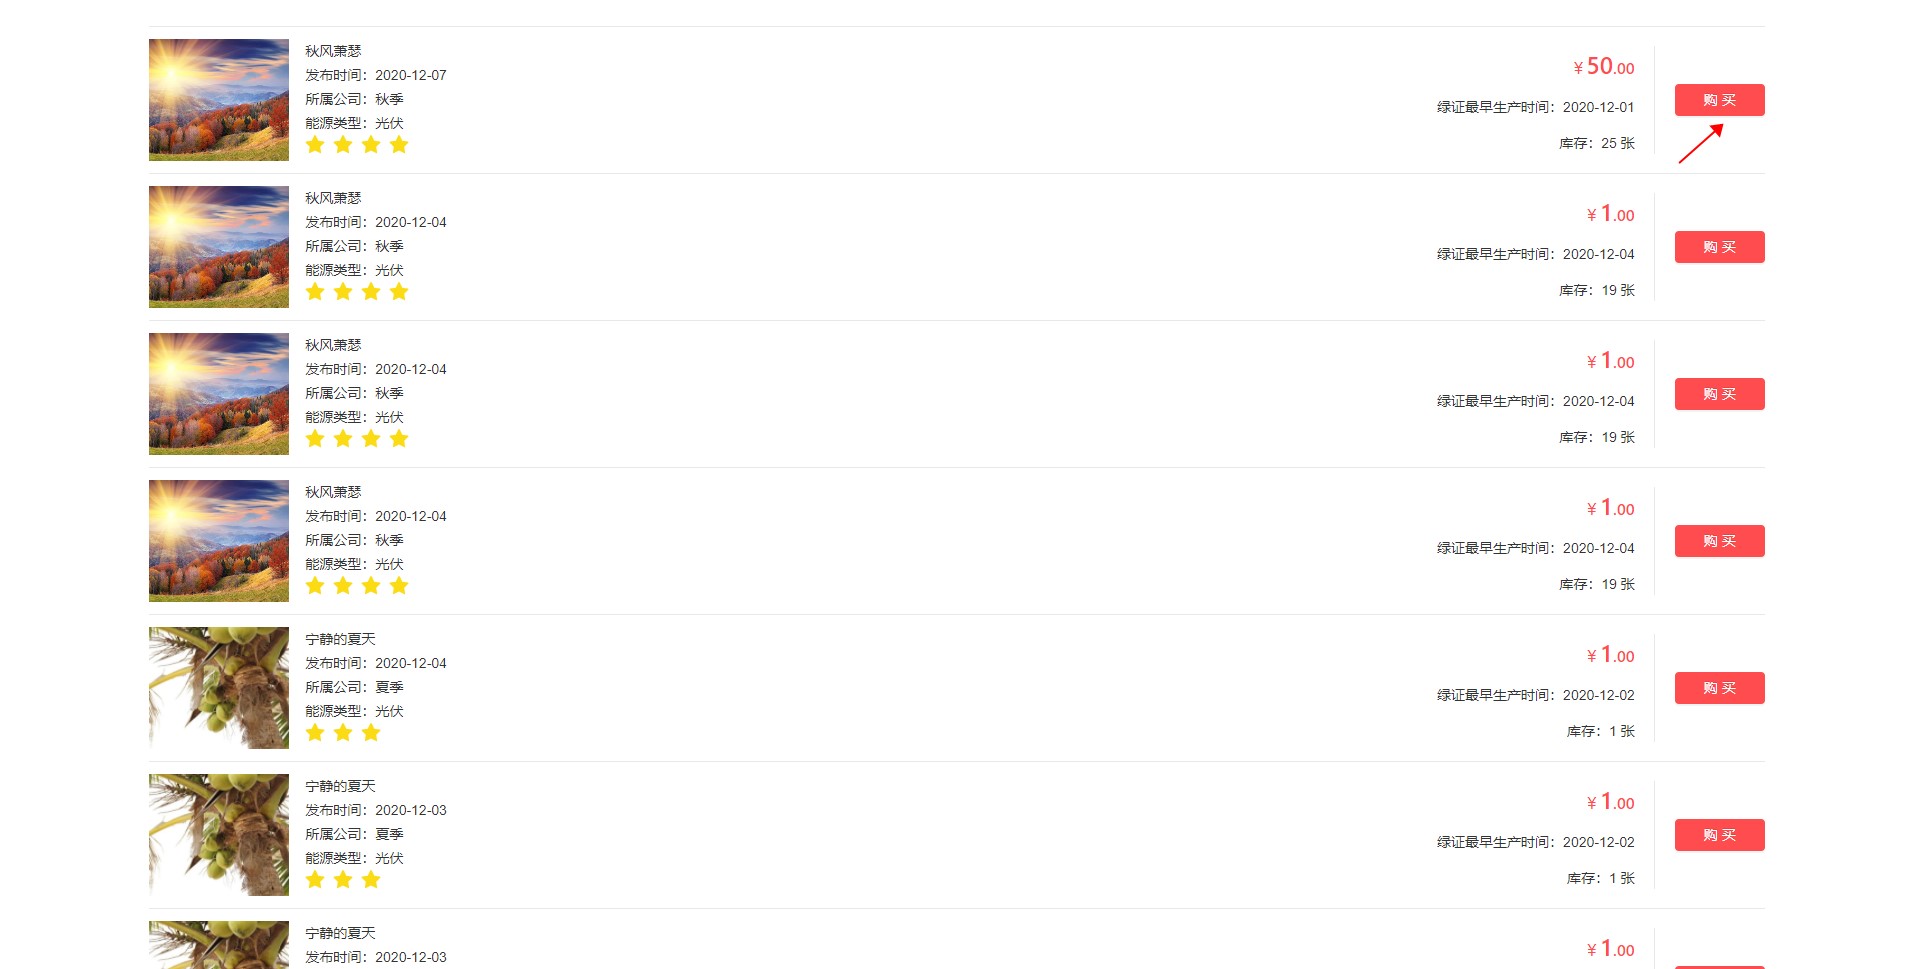 秋风萧瑟
发布时间：2020-12-07
所属公司：秋季
能源类型：光伏
¥ 50.00
绿证最早生产时间：2020-12-01
库存：25 张
购 买
秋风萧瑟
发布时间：2020-12-04
所属公司：秋季
能源类型：光伏
¥ 1.00
绿证最早生产时间：2020-12-04
库存：19 张
购 买
秋风萧瑟
发布时间：2020-12-04
所属公司：秋季
能源类型：光伏
¥ 1.00
绿证最早生产时间：2020-12-04
库存：19 张
购 买
秋风萧瑟
发布时间：2020-12-04
所属公司：秋季
能源类型：光伏
¥ 1.00
绿证最早生产时间：2020-12-04
库存：19 张
购 买
宁静的夏天
发布时间：2020-12-04
所属公司：夏季
能源类型：光伏
¥ 1.00
绿证最早生产时间：2020-12-02
库存：1 张
购 买
宁静的夏天
发布时间：2020-12-03
所属公司：夏季
能源类型：光伏
¥ 1.00
绿证最早生产时间：2020-12-02
库存：1 张
购 买
宁静的夏天
发布时间：2020-12-03
¥ 1.00